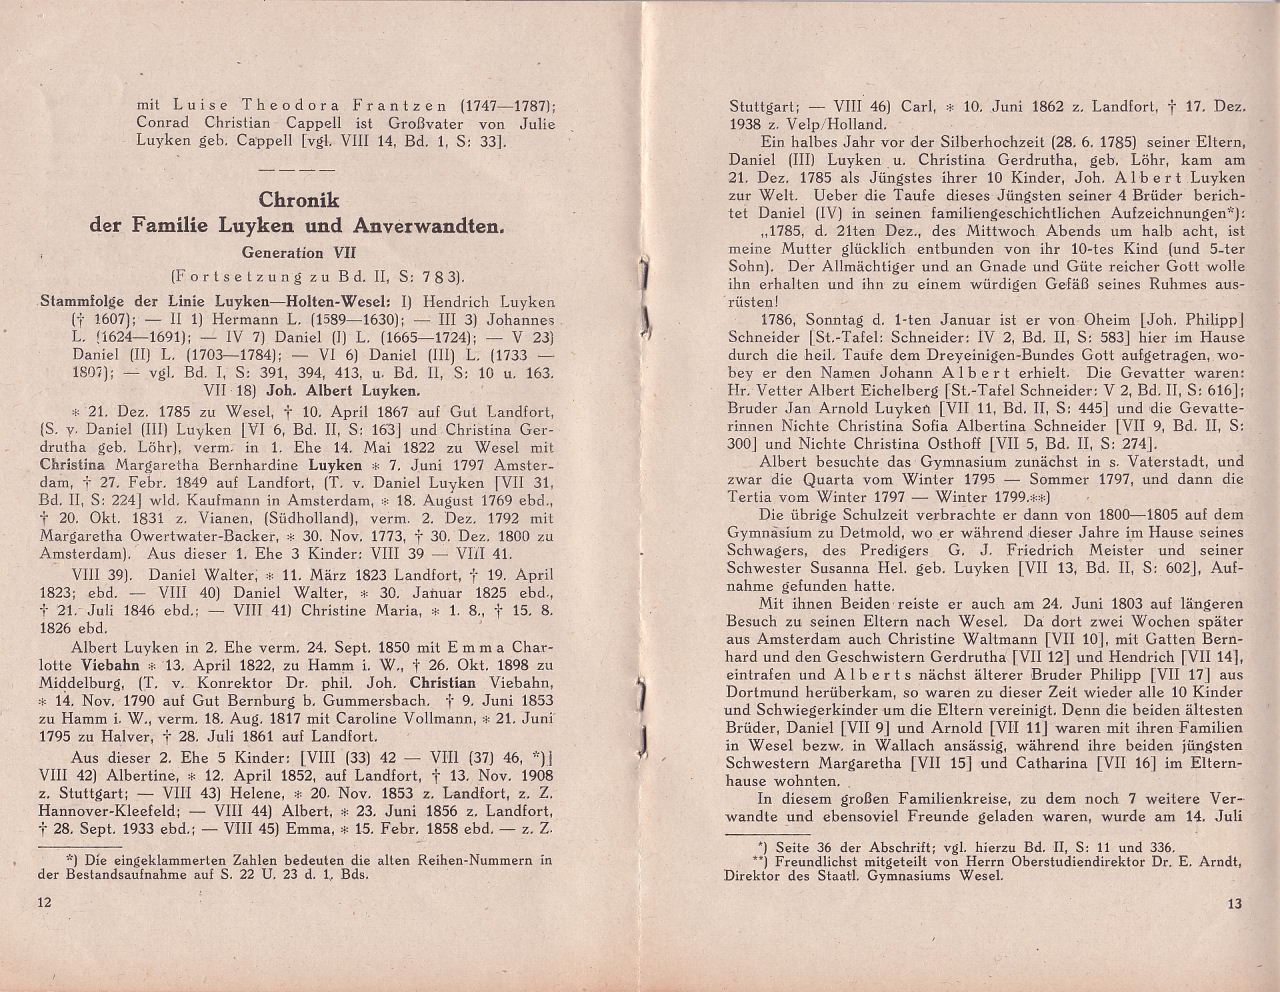 mit Luise Theodora Frantzen (1747—1787);
Conrad Christian Cappell ist Großvater von Julie
Luyken geb. Cappell [vgl. VIII 14, Bd. 1, S: 33].
Chronik
der Familie Luyken und Anverwandten.
Generation VII
(Fortsetzung zu Bd. II, S: 783).
Stammfolge der Linie Luyken—Holten-Wesel: I) Hendrich Luyken
(† 1607); — II 1) Hermann L. (1589—1630); — III 3) Johannes
L. (1624—1691); — IV 7) Daniel (I) L. (1665—1724); — V 23)
Daniel (II) L. (1703—1784); — VI 6) Daniel (III) L. (1733 —
1807); — vgl. Bd. I, S: 391, 394, 413, u. Bd. II, S: 10 u. 163.
VII 18) Joh. Albert Luyken.
* 21. Dez. 1785 zu Wesel, † 10. April 1867 auf Gut Landfort,
(S. v. Daniel (III) Luyken [VI 6, Bd. II, S: 163] und Christina Ger-
drutha geb. Löhr), verm. in 1. Ehe 14. Mai 1822 zu Wesel mit
Christina Margaretha Bernhardine Luyken * 7. Juni 1797 Amster-
dam, † 27. Febr. 1849 auf Landfort, (T. v. Daniel Luyken [VII 31,
Bd. II, S: 224] wld. Kaufmann in Amsterdam, * 18. August 1769 ebd.,
† 20. Okt. 1831 z. Vianen, (Südholland), verm. 2. Dez. 1792 mit
Margaretha Owertwater-Backer, * 30. Nov. 1773, † 30. Dez. 1800 zu
Amsterdam). Aus dieser 1. Ehe 3 Kinder: VIII 39 — VIII 41.
VIII 39). Daniel Walter, * 11. März 1823 Landfort, † 19. April
1823; ebd. — VIII 40) Daniel Walter, * 30. Januar 1825 ebd.,
† 21. Juli 1846 ebd.; — VIII 41) Christine Maria, * 1. 8., † 15. 8.
1826 ebd.
Albert Luyken in 2. Ehe verm. 24. Sept. 1850 mit Emma Char-
lotte Viebahn * 13. April 1822, zu Hamm i. W., † 26. Okt. 1898 zu
Middelburg, (T. v. Konrektor Dr. phil. Joh. Christian Viebahn,
* 14. Nov. 1790 auf Gut Bernburg b. Gummersbach. † 9. Juni 1853
zu Hamm i. W., verm. 18. Aug. 1817 mit Caroline Vollmann, * 21. Juni
1795 zu Halver, † 28. Juli 1861 auf Landfort.
Aus dieser 2. Ehe 5 Kinder: [VIII (33) 42 — VIII (37) 46, *)]
VIII 42) Albertine, * 12. April 1852, auf Landfort, † 13. Nov. 1908
z. Stuttgart; — VIII 43) Helene, * 20. Nov. 1853 z. Landfort, z. Z.
Hannover-Kleefeld; — VIII 44) Albert, * 23. Juni 1856 z. Landfort,
† 28. Sept. 1933 ebd.; — VIII 45) Emma, * 15. Febr. 1858 ebd. — z. Z.
*) Die eingeklammerten Zahlen bedeuten die alten Reihen-Nummern in
der Bestandsaufnahme auf S. 22 U. 23 d. 1. Bds.
12
Stuttgart; — VIII 46) Carl, * 10. Juni 1862 z. Landfort, † 17. Dez.
1938 z. Velp/Holland.
Ein halbes Jahr vor der Silberhochzeit (28. 6. 1785) seiner Eltern,
Daniel (III) Luyken u. Christina Gerdrutha, geb. Löhr, kam am
21. Dez. 1785 als Jüngstes ihrer 10 Kinder, Joh. Albert Luyken
zur Welt. Ueber die Taufe dieses Jüngsten seiner 4 Brüder berich-
tet Daniel (IV) in seinen familiengeschichtlichen Aufzeichnungen*):
„1785, d. 21ten Dez., des Mittwoch Abends um halb acht, ist
meine Mutter glücklich entbunden von ihr 10-tes Kind (und 5-ter
Sohn). Der Allmächtiger und an Gnade und Güte reicher Gott wolle
ihn erhalten und ihn zu einem würdigen Gefäß seines Ruhmes aus-
rüsten!
1786, Sonntag d. 1-ten Januar ist er von Oheim [Joh. Philipp]
Schneider [St.-Tafel: Schneider: IV 2, Bd. II, S: 583] hier im Hause
durch die heil. Taufe dem Dreyeinigen-Bundes Gott aufgetragen, wo-
bey er den Namen Johann Albert erhielt. Die Gevatter waren:
Hr. Vetter Albert Eichelberg [St.-Tafel Schneider: V 2, Bd. II, S: 616];
Bruder Jan Arnold Luyken [VII 11, Bd. II, S: 445] und die Gevatte-
rinnen Nichte Christina Sofia Albertina Schneider [VII 9, Bd. II, S:
300] und Nichte Christina Osthoff [VII 5, Bd. II, S: 274].
Albert besuchte das Gymnasium zunächst in s. Vaterstadt, und
zwar die Quarta vom Winter 1795 — Sommer 1797, und dann die
Tertia vom Winter 1797 — Winter 1799.**)
Die übrige Schulzeit verbrachte er dann von 1800—1805 auf dem
Gymnasium zu Detmold, wo er während dieser Jahre im Hause seines
Schwagers, des Predigers G. J. Friedrich Meister und seiner
Schwester Susanna Hel. geb. Luyken [VII 13, Bd. II, S: 602], Auf-
nahme gefunden hatte.
Mit ihnen Beiden reiste er auch am 24. Juni 1803 auf längeren
Besuch zu seinen Eltern nach Wesel. Da dort zwei Wochen später
aus Amsterdam auch Christine Waltmann [VII 10], mit Gatten Bern-
hard und den Geschwistern Gerdrutha [VII 12] und Hendrich [VII 14],
eintrafen und Alberts nächst älterer Bruder Philipp [VII 17] aus
Dortmund herüberkam, so waren zu dieser Zeit wieder alle 10 Kinder
und Schwiegerkinder um die Eltern vereinigt. Denn die beiden ältesten
Brüder, Daniel [VII 9] und Arnold [VII 11] waren mit ihren Familien
in Wesel bezw. in Wallach ansässig, während ihre beiden jüngsten
Schwestern Margaretha [VII 15] und Catharina [VII 16] im Eltern-
hause wohnten.
In diesem großen Familienkreise, zu dem noch 7 weitere Ver-
wandte und ebensoviel Freunde geladen waren, wurde am 14. Juli
*) Seite 36 der Abschrift; vgl. hierzu Bd. II, S: 11 und 336.
**) Freundlichst mitgeteilt von Herrn Oberstudiendirektor Dr. E. Arndt,
Direktor des Staatl. Gymnasiums Wesel.
13